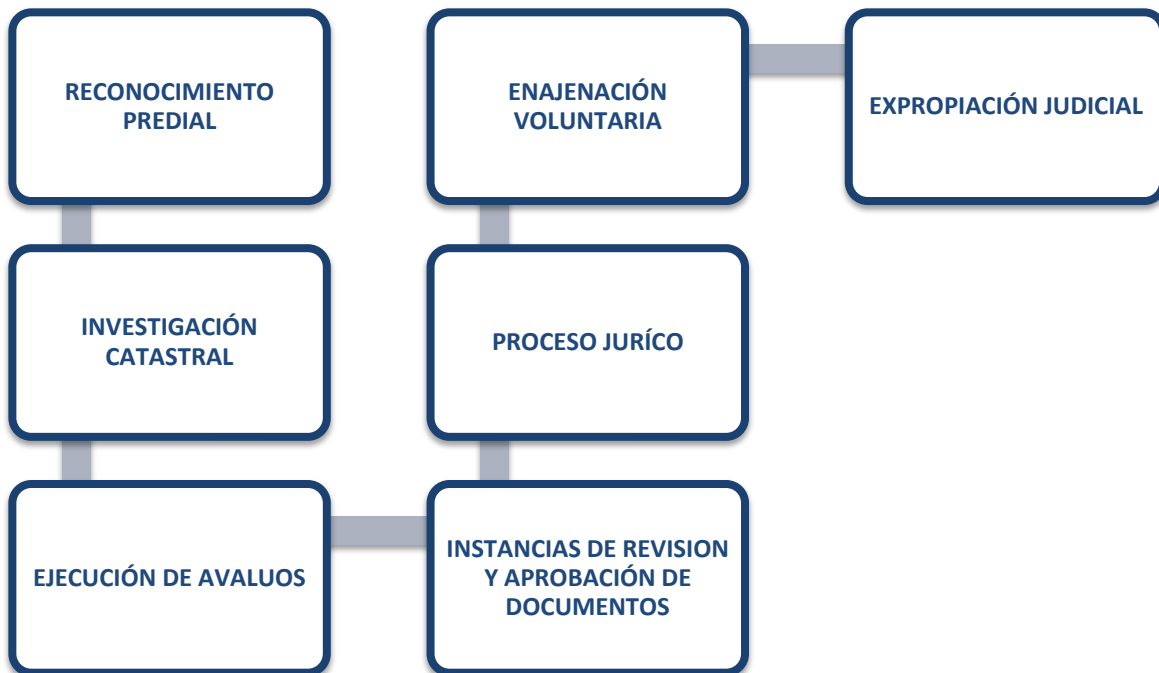 RECONOCIMIENTO
PREDIAL
INVESTIGACIÓN
CATASTRAL
EJECUCIÓN DE AVALUOS
INSTANCIAS DE REVISION
Y APROBACIÓN DE
DOCUMENTOS
PROCESO JURÍCO
ENAJENACIÓN
VOLUNTARIA
EXPROPIACIÓN JUDICIAL